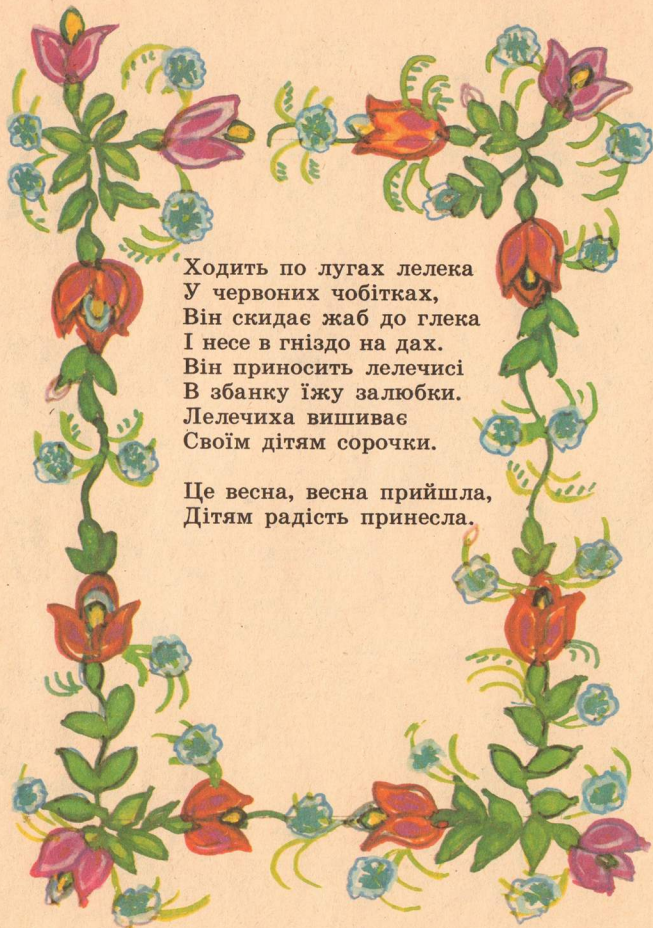 Ходить по лугах лелека
У червоних чобітках,
Він скидає жаб до глека
І несе в гніздо на дах.
Він приносить лелечисі
В збанку їжу залюбки.
Лелечиха вишиває
Своїм дітям сорочки.

Це весна, весна прийшла,
Дітям радість принесла.